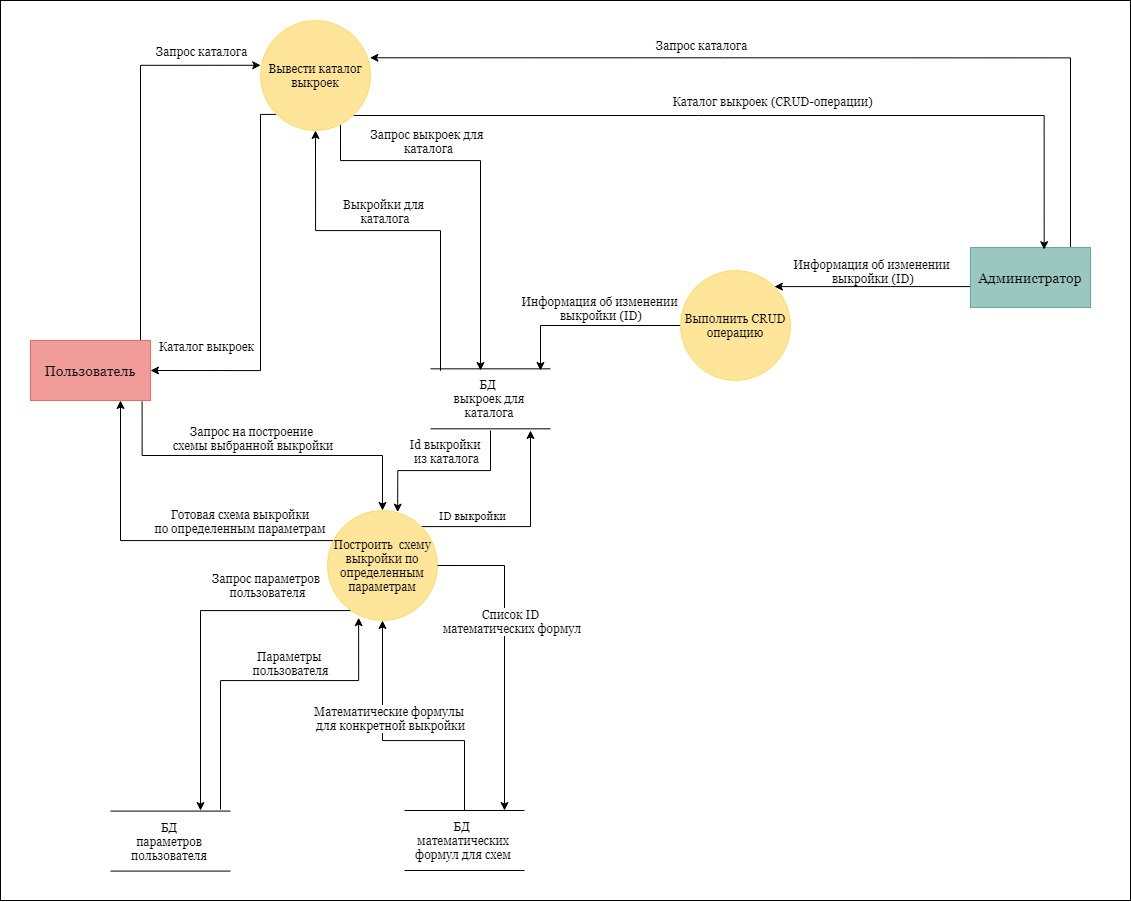 Запрос каталога
Запрос каталога
Вывести каталог
выкроек
Каталог выкроек (CRUD-операции)
Запрос выкроек для
каталога
Выкройки для
каталога
Информация об изменении
выкройки (ID)
Администратор
Информация об изменении
выкройки (ID)
Выполнить CRUD
операцию
Каталог выкроек
Пользователь
БД
выкроек для
каталога
Запрос на построение
схемы выбранной выкройки
Id выкройки
из каталога
Готовая схема выкройки
по определенным параметрам
ID выкройки
Построить схему
выкройки по
определенным
параметрам
Запрос параметров
пользователя
Список ID
математических формул
Параметры
пользователя
Математические формулы
для конкретной выкройки
БД
параметров
пользователя
БД
математических
формул для схем